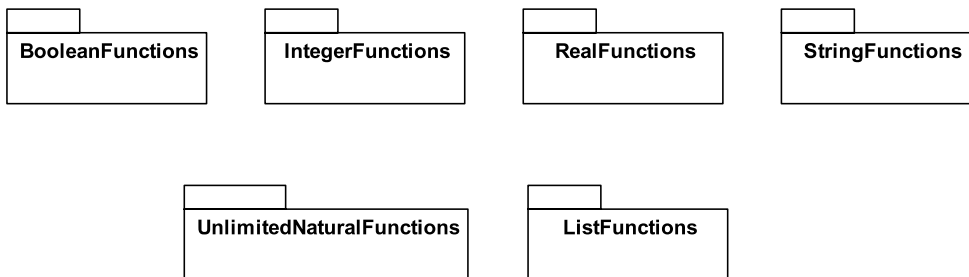 BooleanFunctions
IntegerFunctions
RealFunctions
StringFunctions
UnlimitedNaturalFunctions
ListFunctions